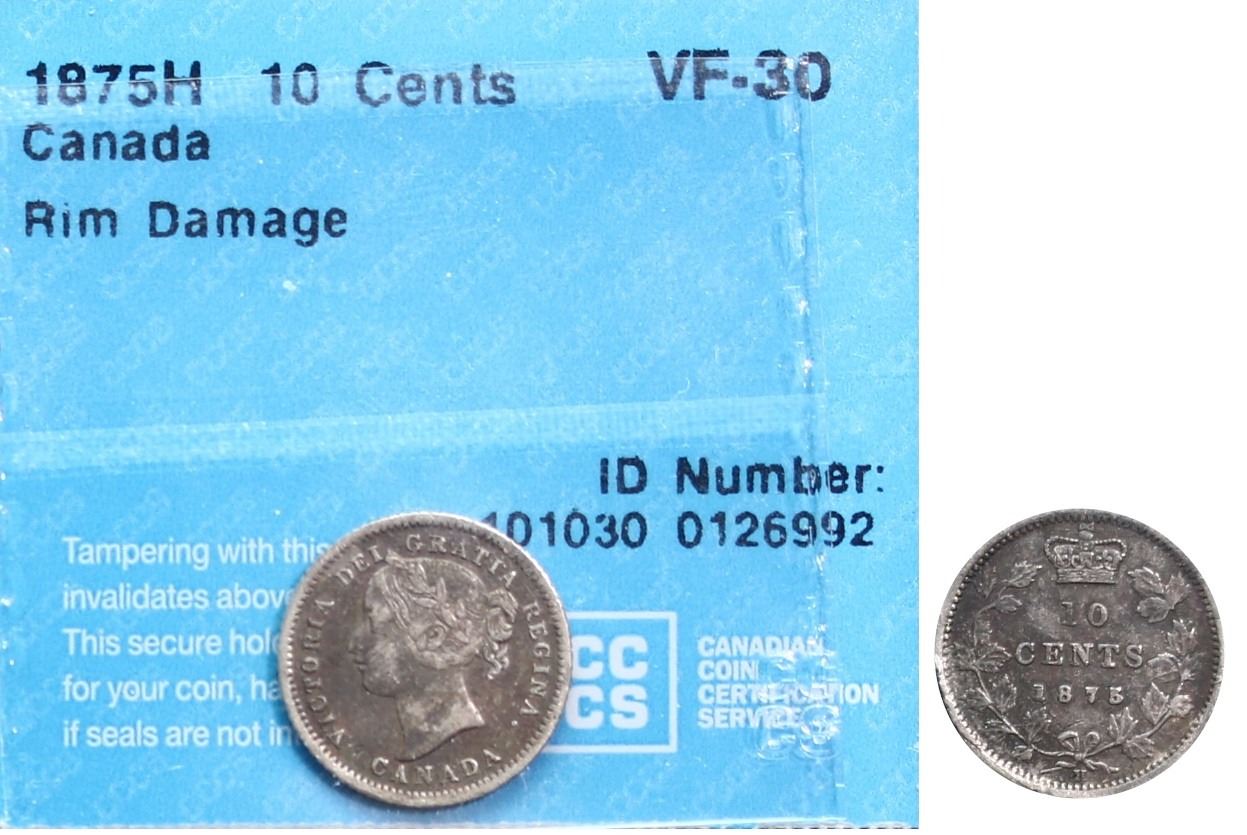 1875H 10 Cents VF-30
Canada
Rim Damage
ID Number:
101030 0126992
Tampering with this
invalidates above
This secure hol
for your coin, ha
if seals are not in
CC
CS
CANADIAN
COIN
CERTIFICATION
SERVICE
VICTORIA DEI GRATIA REGINA.
CANADA
10
CENTS
1875
H